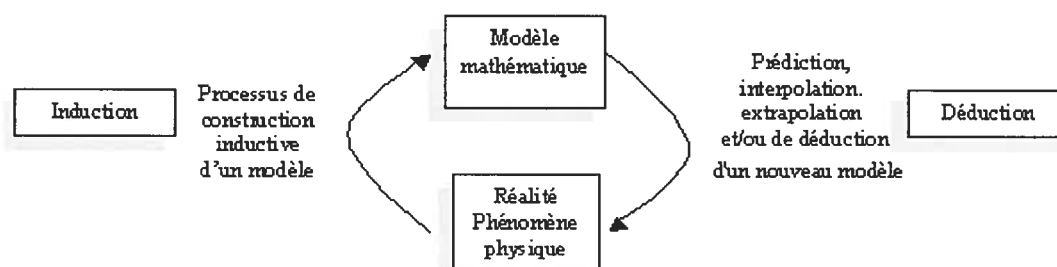 Modèle
mathématique
Induction
Processus de
construction
inductive
d'un modèle
Prédiction,
interpolation.
extrapolation
et/ou de déduction
d'un nouveau modèle
Déduction
Réalité
Phénomène
physique